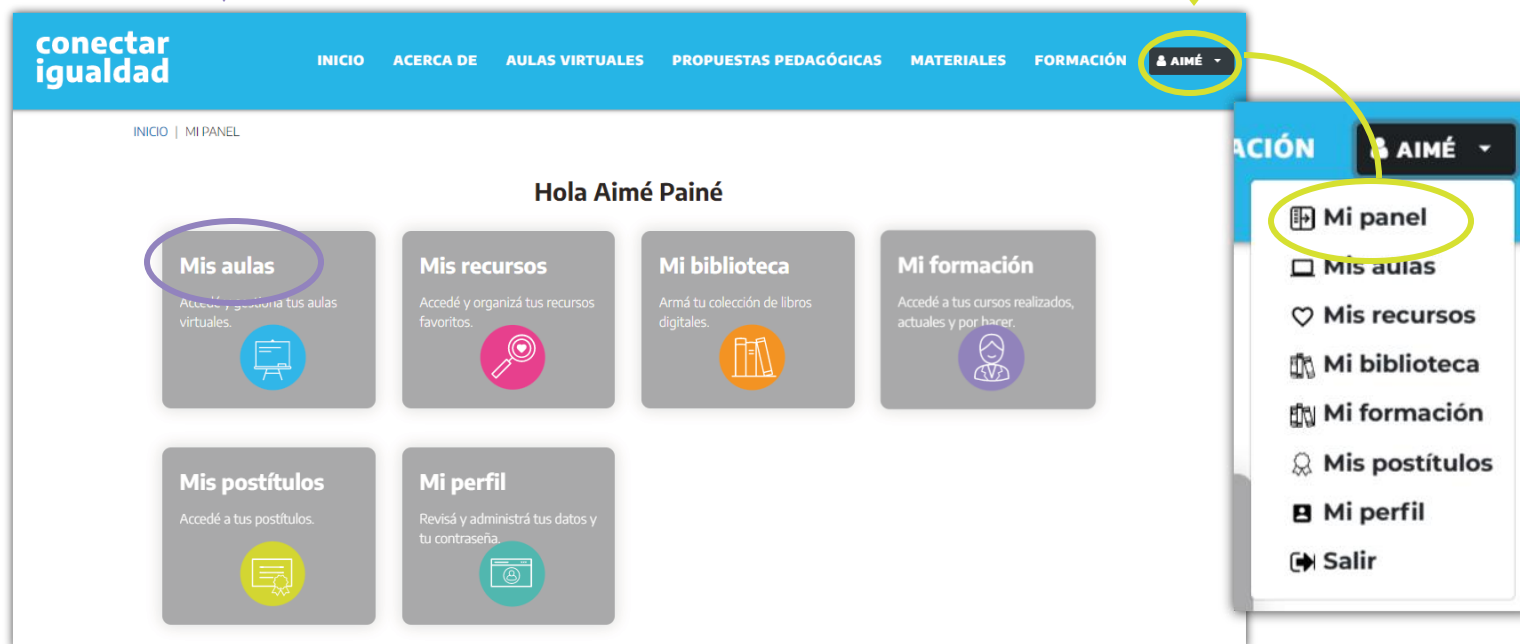 conectar
igualdad
INICIO ACERCA DE AULAS VIRTUALES PROPUESTAS PEDAGÓGICAS MATERIALES FORMACIÓN AIMÉ
INICIO | MI PANEL
Hola Aimé Painé
Mis aulas
Accedé y gestiona tus aulas
virtuales.
Mis recursos
Accedé y organizá tus recursos
favoritos.
Mi biblioteca
Armá tu colección de libros
digitales.
Mi formación
Accedé a tus cursos realizados,
actuales y por hacer.
Mis postítulos
Accedé a tus postítulos.
Mi perfil
Revisá y administrá tus datos y
tu contraseña.
ACIÓN AIMÉ
Mi panel
Mis aulas
Mis recursos
Mi biblioteca
Mi formación
Mis postítulos
Mi perfil
Salir